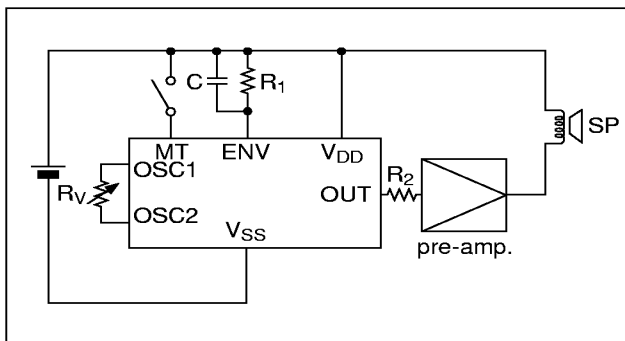 C
R1
SP
MT
ENV
VDD
OSC1
RV
OSC2
OUT
R2
VSS
pre-amp.